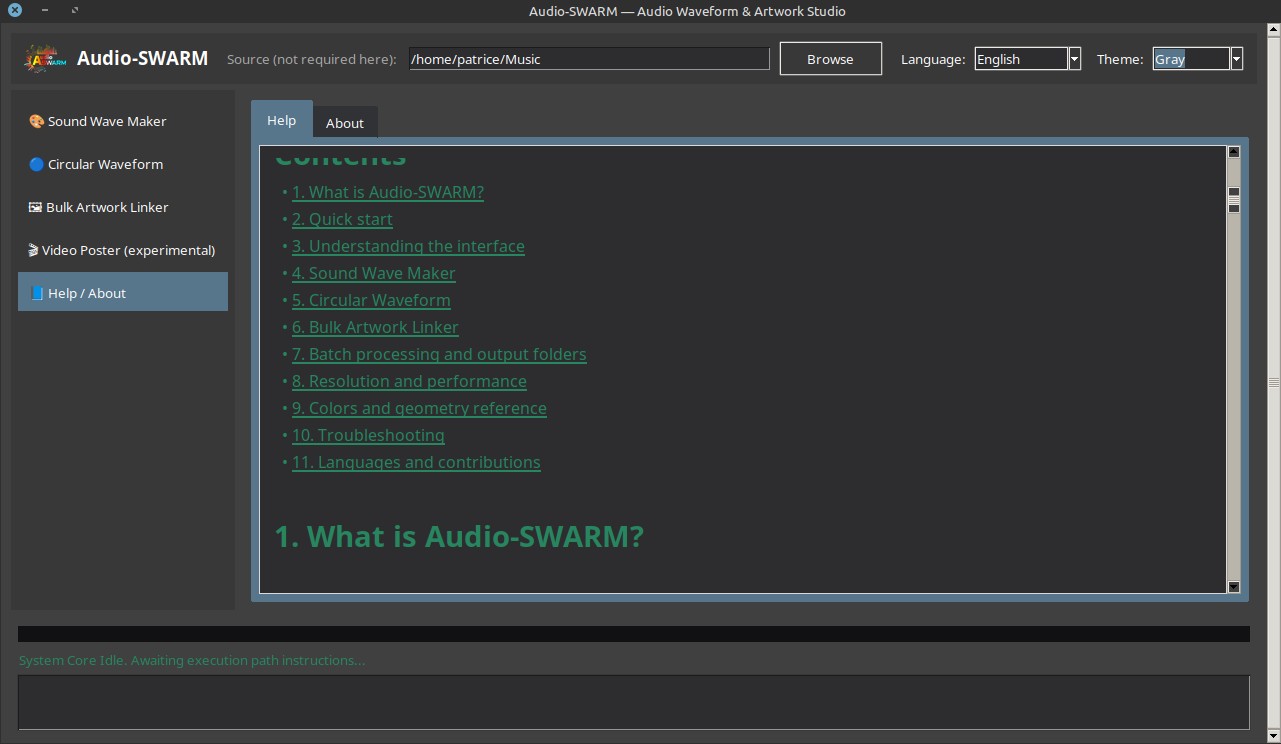 Audio-SWARM — Audio Waveform & Artwork Studio
Audio-SWARM
Source (not required here):
/home/patrice/Music
Browse
Language:
English
Theme:
Gray
Sound Wave Maker
Circular Waveform
Bulk Artwork Linker
Video Poster (experimental)
Help / About
Help
About
Contents
• 1. What is Audio-SWARM?
• 2. Quick start
• 3. Understanding the interface
• 4. Sound Wave Maker
• 5. Circular Waveform
• 6. Bulk Artwork Linker
• 7. Batch processing and output folders
• 8. Resolution and performance
• 9. Colors and geometry reference
• 10. Troubleshooting
• 11. Languages and contributions
1. What is Audio-SWARM?
System Core Idle. Awaiting execution path instructions...